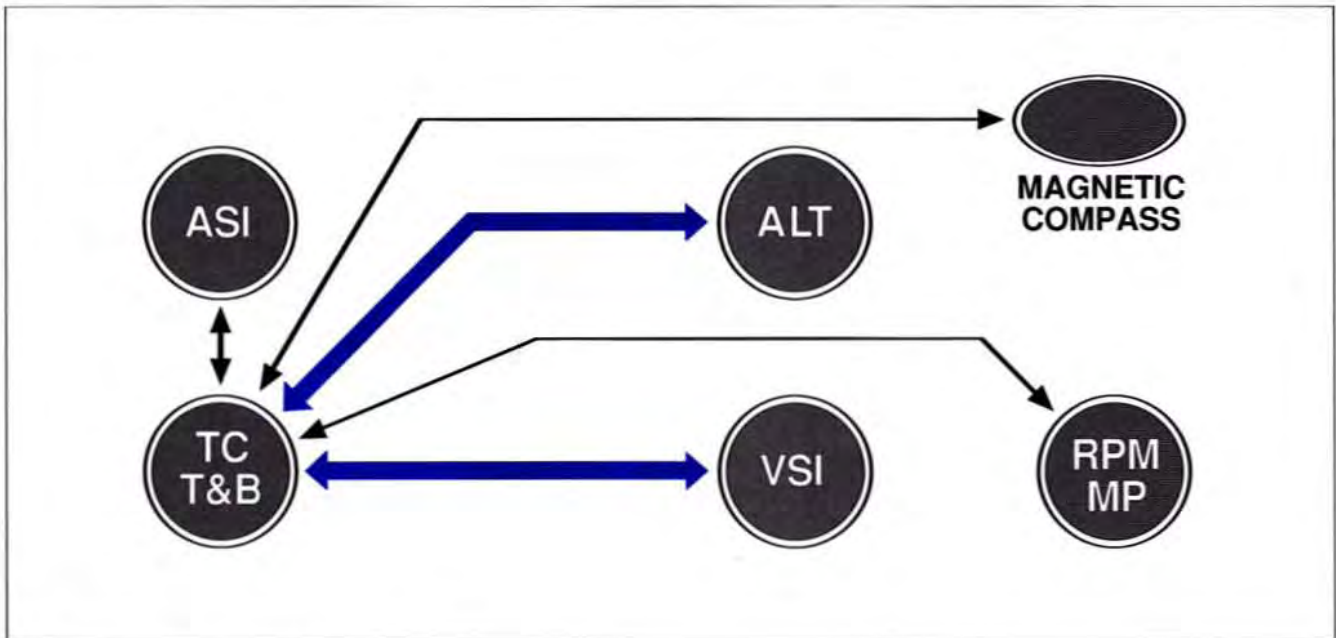 MAGNETIC
COMPASS
ASI
ALT
TC
T&B
VSI
RPM
MP